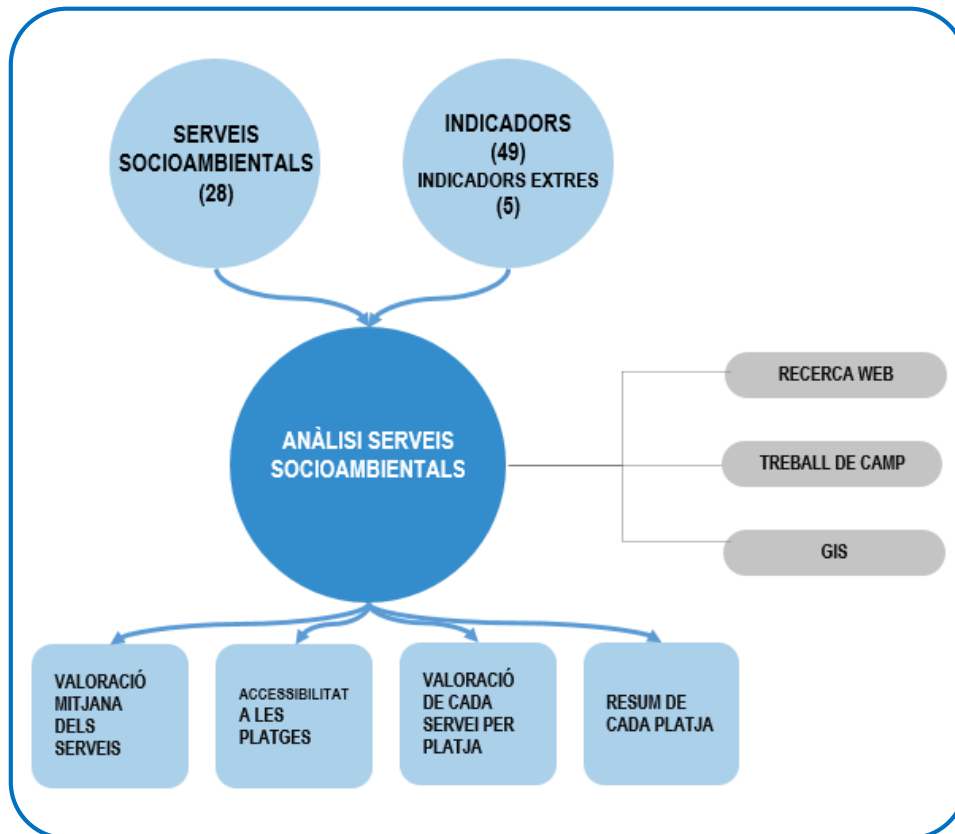 SERVEIS
SOCIOAMBIENTALS
(28)
INDICADORS
(49)
INDICADORS EXTRES
(5)
ANÀLISI SERVEIS
SOCIOAMBIENTALS
RECERCA WEB
TREBALL DE CAMP
GIS
VALORACIÓ
MITJANA
DELS
SERVEIS
ACCESSIBILITAT
A LES
PLATGES
VALORACIÓ
DE CADA
SERVEI PER
PLATJA
RESUM DE
CADA PLATJA